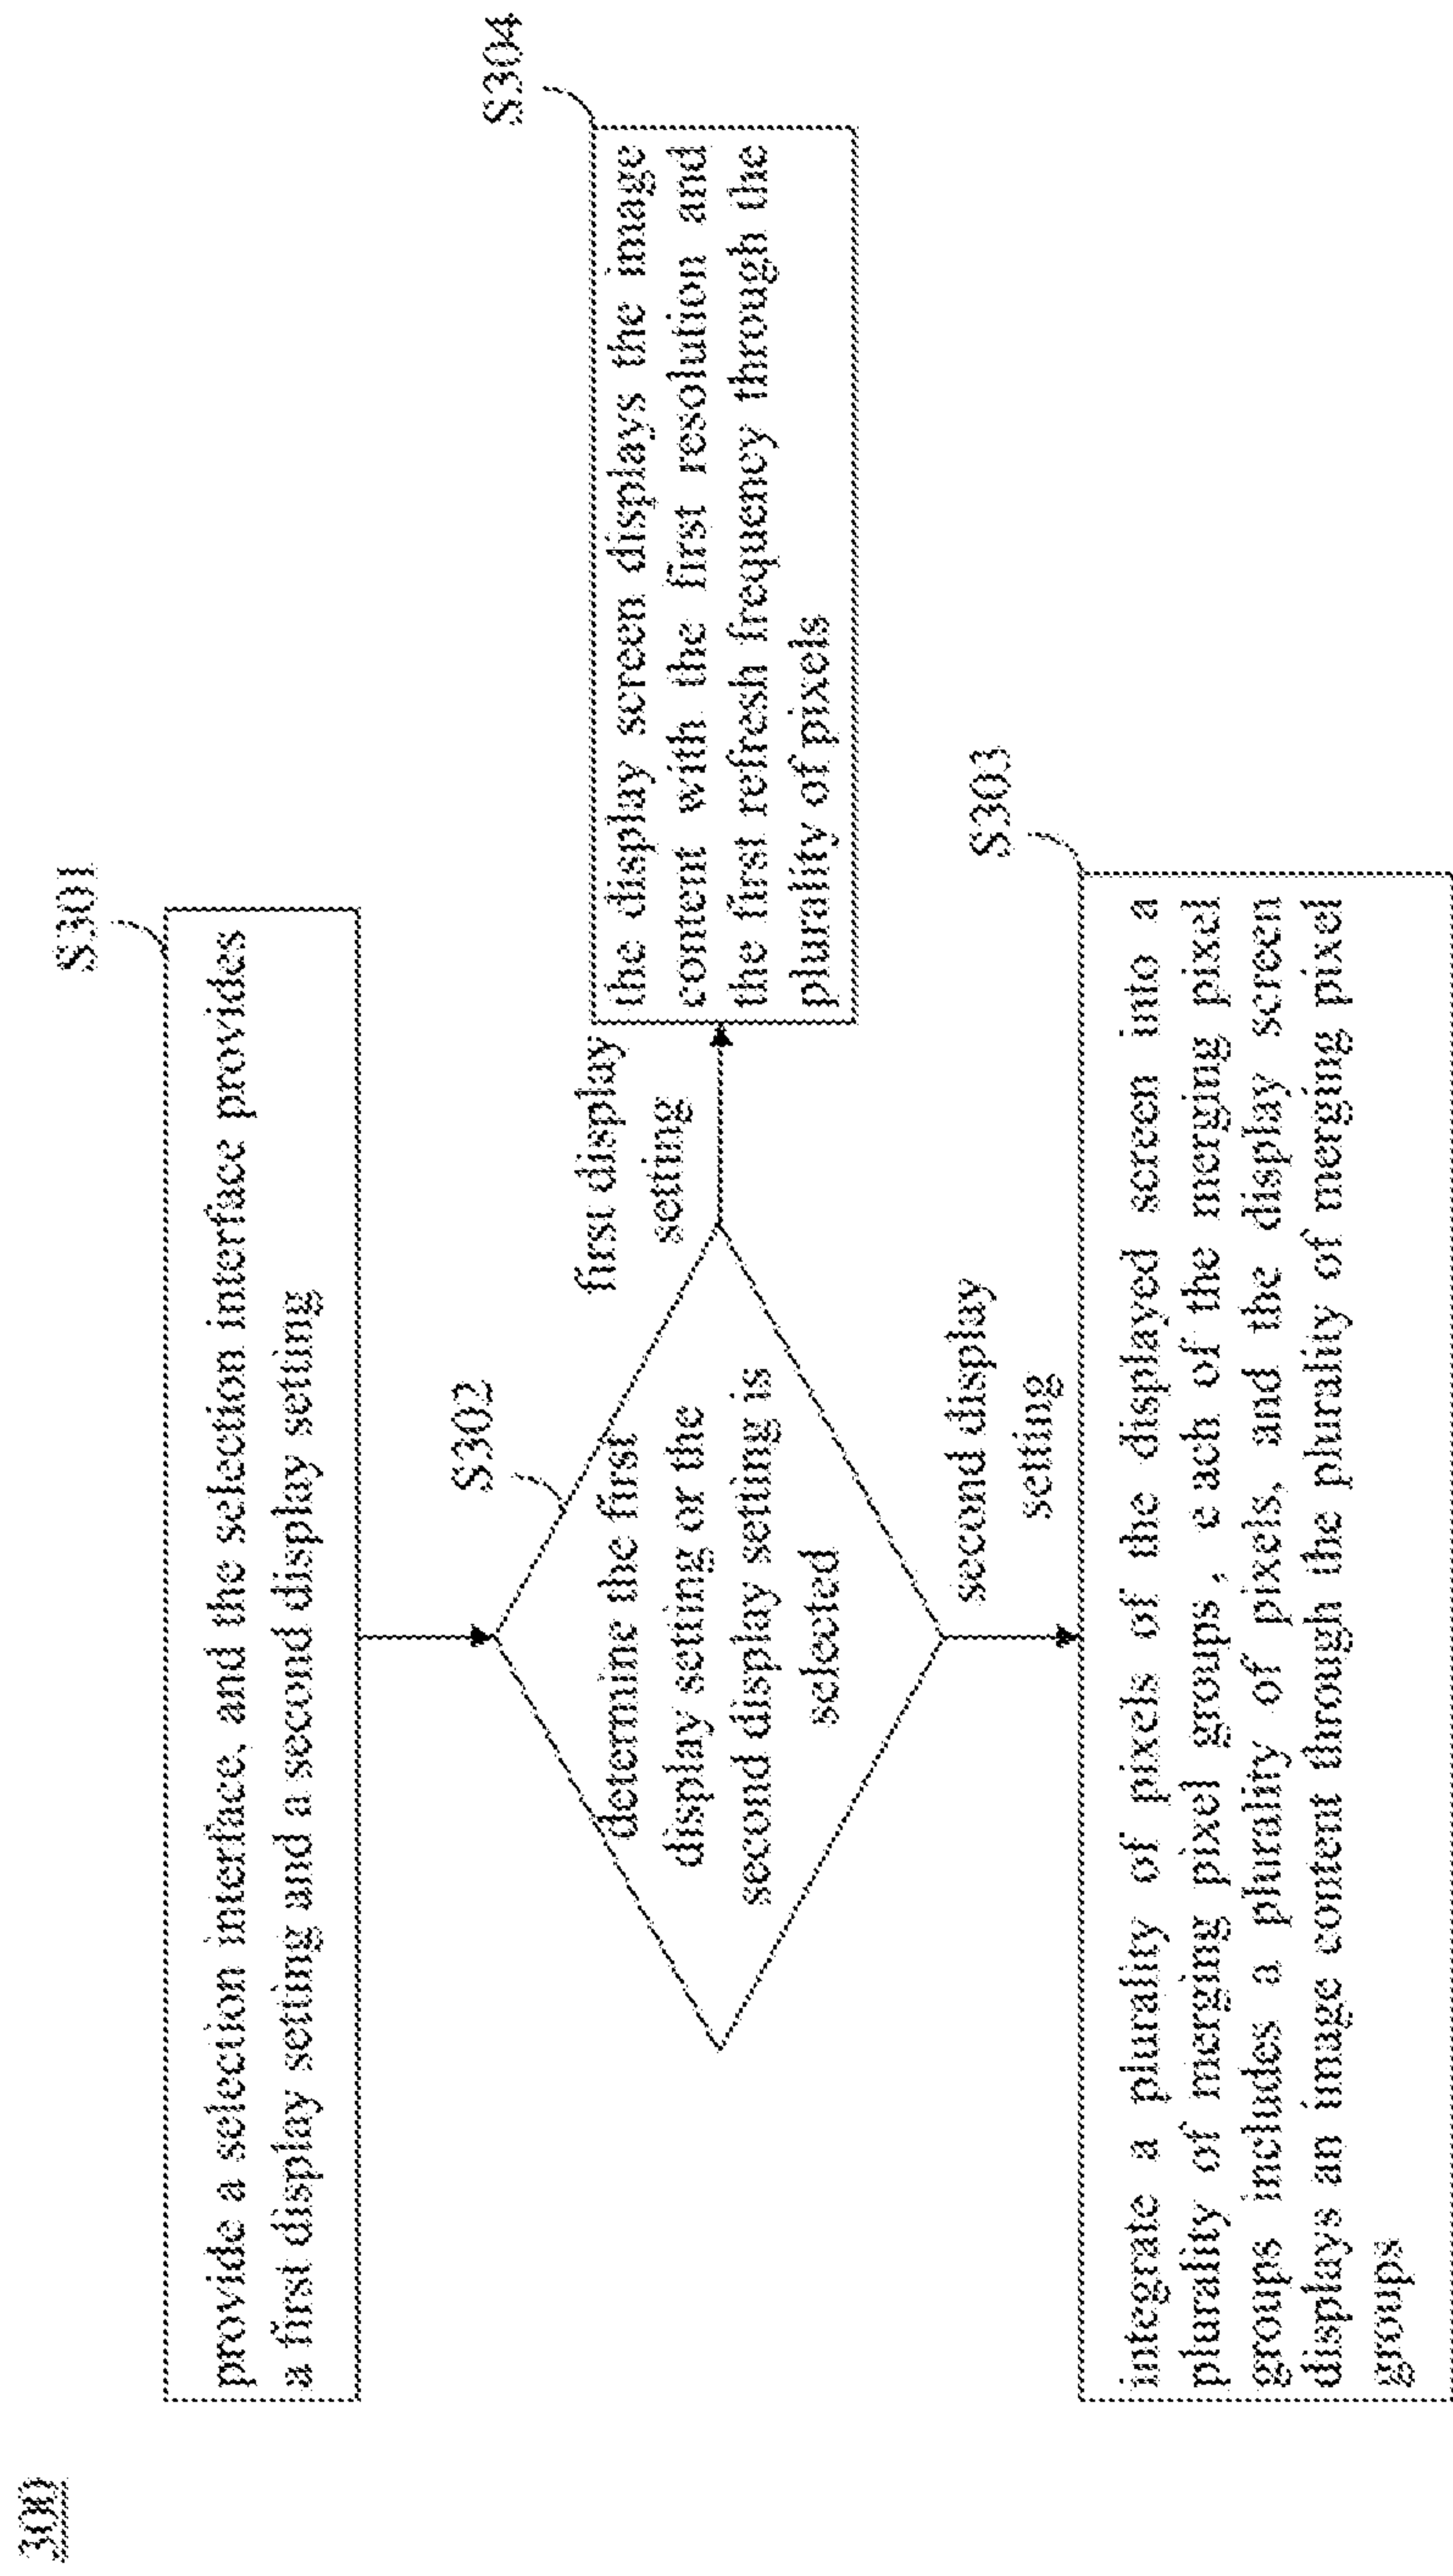 300
S301
provide a selection interface, and the selection interface provides
a first display setting and a second display setting
S302
determine the first
display setting or the
second display setting is
selected
first display
setting
S304
the display screen displays the image
content with the first resolution and
the first refresh frequency through the
plurality of pixels
second display
setting
S303
integrate a plurality of pixels of the displayed screen into a
plurality of merging pixel groups , e ach of the merging pixel
groups includes a plurality of pixels, and the display screen
displays an image content through the plurality of merging pixel
groups